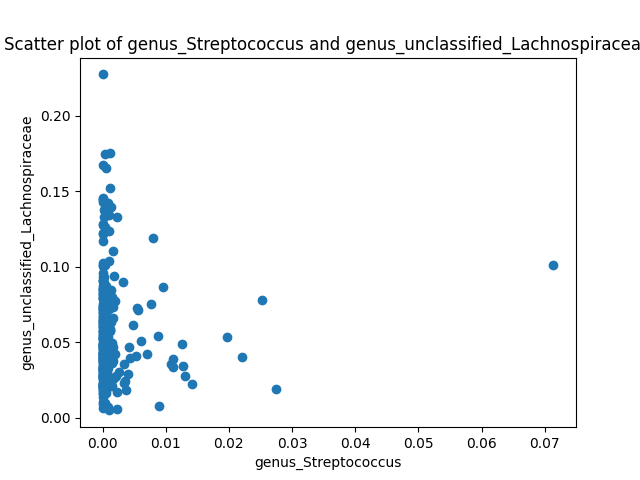 Scatter plot of genus_Streptococcus and genus_unclassified_Lachnospiracea
0.20
0.15
0.10
0.05
0.00
genus_unclassified_Lachnospiraceae
0.00 0.01 0.02 0.03 0.04 0.05 0.06 0.07
genus_Streptococcus